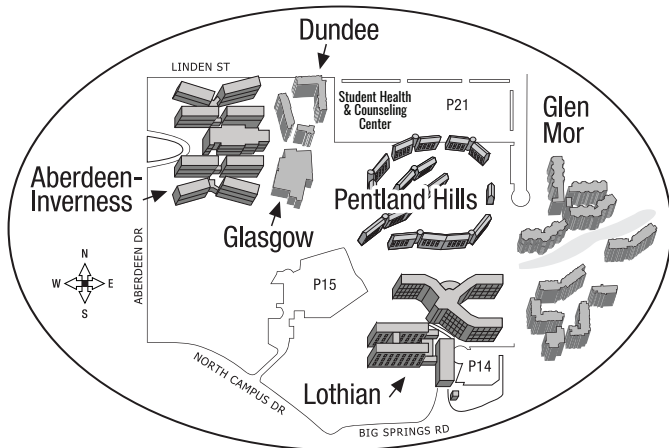 Dundee
LINDEN ST
Student Health
& Counseling
Center
P21
Glen
Mor
Aberdeen-
Inverness
Pentland Hills
Glasgow
N
W E
S
ABERDEEN DR
P15
NORTH CAMPUS DR
P14
Lothian
BIG SPRINGS RD